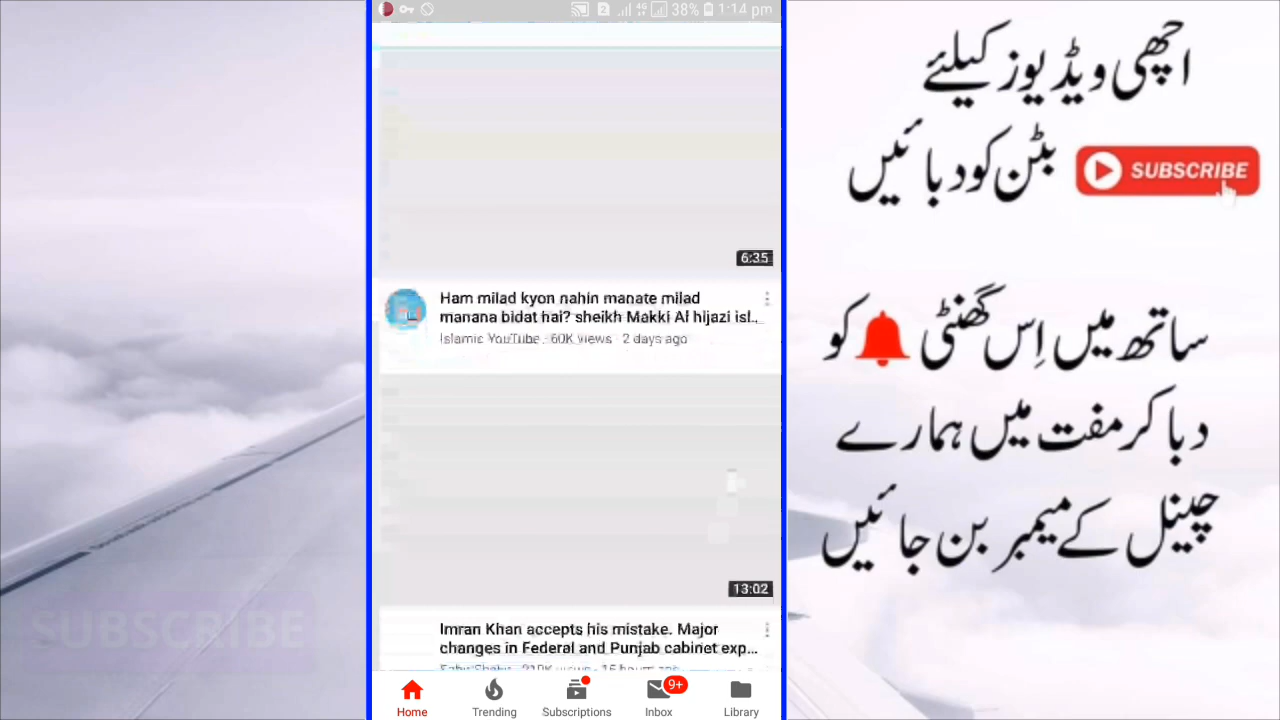 4G 38% 1:14 pm
6:35
Ham milad kyon nahin manate milad
manana bidat hai? sheikh Makki Al hijazi isl..
Islamic YouTube · 60K views · 2 days ago
13:02
Imran Khan accepts his mistake. Major
changes in Federal and Punjab cabinet exp...
views
Home
Trending
Subscriptions
9+
Inbox
Library
اچھی ویڈیوز کیلئے
SUBSCRIBE بٹن کو دبائیں
ساتھ میں اِس گھنٹی کو
دبا کر مفت میں ہمارے
چینل کے میمبر بن جائیں
SUBSCRIBE